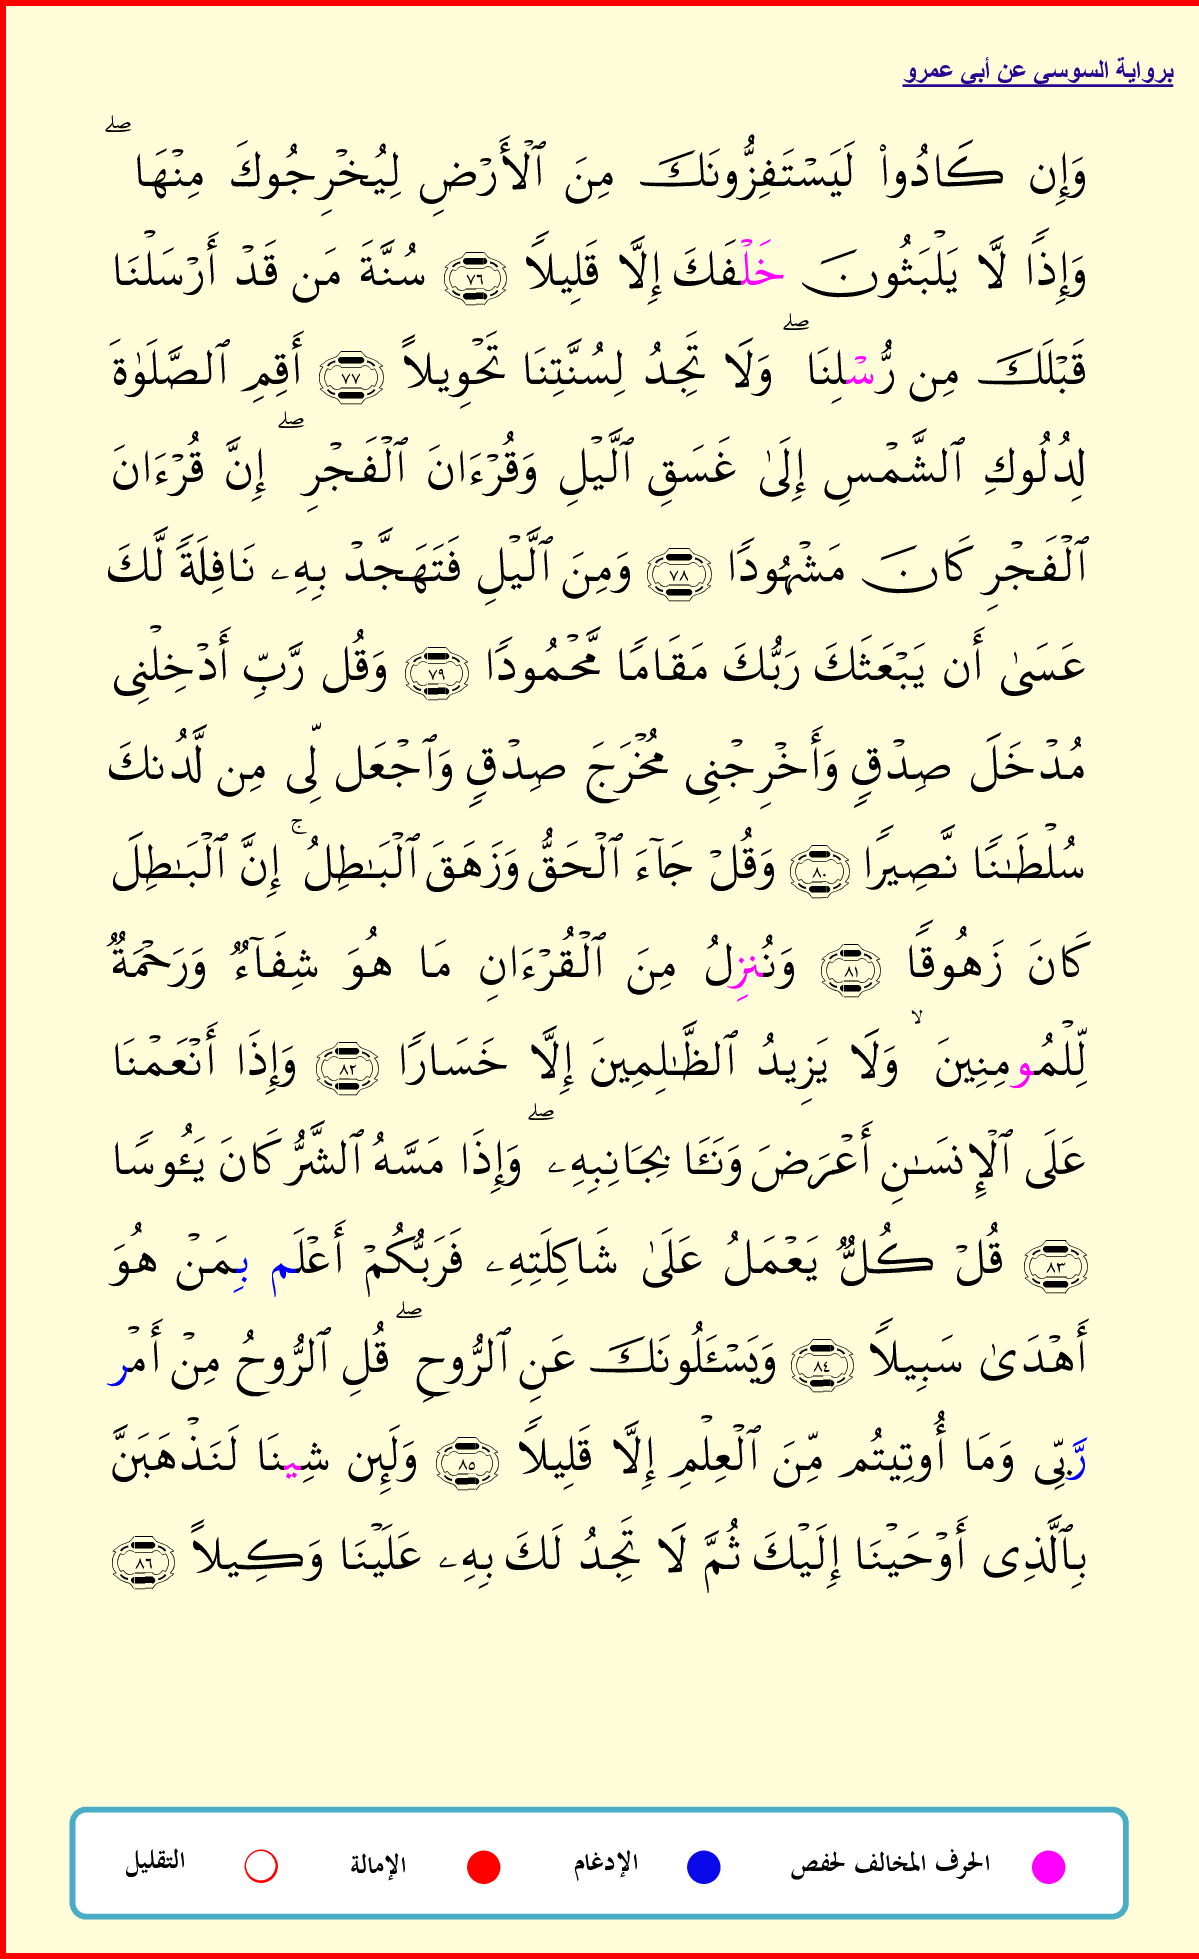 برواية السوسي عن أبي عمرو
وَإِن كَادُوا۟ لَيَسْتَفِزُّونَكَ مِنَ ٱلْأَرْضِ لِيُخْرِجُوكَ مِنْهَا ۖ
وَإِذًا لَّا يَلْبَثُونَ خَلْفَكَ إِلَّا قَلِيلًا ٧٦ سُنَّةَ مَن قَدْ أَرْسَلْنَا
قَبْلَكَ مِن رُّسْلِنَا ۖ وَلَا تَجِدُ لِسُنَّتِنَا تَحْوِيلًا ٧٧ أَقِمِ ٱلصَّلَوٰةَ
لِدُلُوكِ ٱلشَّمْسِ إِلَىٰ غَسَقِ ٱلَّيْلِ وَقُرْءَانَ ٱلْفَجْرِ ۖ إِنَّ قُرْءَانَ
ٱلْفَجْرِ كَانَ مَشْهُودًا ٧٨ وَمِنَ ٱلَّيْلِ فَتَهَجَّدْ بِهِۦ نَافِلَةً لَّكَ
عَسَىٰ أَن يَبْعَثَكَ رَبُّكَ مَقَامًا مَّحْمُودًا ٧٩ وَقُل رَّبِّ أَدْخِلْنِى
مُدْخَلَ صِدْقٍ وَأَخْرِجْنِى مُخْرَجَ صِدْقٍ وَٱجْعَل لِّى مِن لَّدُنكَ
سُلْطَـٰنًا نَّصِيرًا ٨٠ وَقُلْ جَآءَ ٱلْحَقُّ وَزَهَقَ ٱلْبَـٰطِلُ ۚ إِنَّ ٱلْبَـٰطِلَ
كَانَ زَهُوقًا ٨١ وَنُنزِلُ مِنَ ٱلْقُرْءَانِ مَا هُوَ شِفَآءٌ وَرَحْمَةٌ
لِّلْمُومِنِينَ ۙ وَلَا يَزِيدُ ٱلظَّـٰلِمِينَ إِلَّا خَسَارًا ٨٢ وَإِذَا أَنْعَمْنَا
عَلَى ٱلْإِنسَـٰنِ أَعْرَضَ وَنَـَٔا بِجَانِبِهِۦ ۖ وَإِذَا مَسَّهُ ٱلشَّرُّ كَانَ يَـُٔوسًا
٨٣ قُلْ كُلٌّ يَعْمَلُ عَلَىٰ شَاكِلَتِهِۦ فَرَبُّكُمْ أَعْلَم بِمَنْ هُوَ
أَهْدَىٰ سَبِيلًا ٨٤ وَيَسْـَٔلُونَكَ عَنِ ٱلرُّوحِ ۖ قُلِ ٱلرُّوحُ مِنْ أَمْر
رَّبِّى وَمَا أُوتِيتُم مِّنَ ٱلْعِلْمِ إِلَّا قَلِيلًا ٨٥ وَلَئِن شِينَا لَنَذْهَبَنَّ
بِٱلَّذِى أَوْحَيْنَا إِلَيْكَ ثُمَّ لَا تَجِدُ لَكَ بِهِۦ عَلَيْنَا وَكِيلًا ٨٦
الحرف المخالف لحفص الإدغام الإمالة التقليل